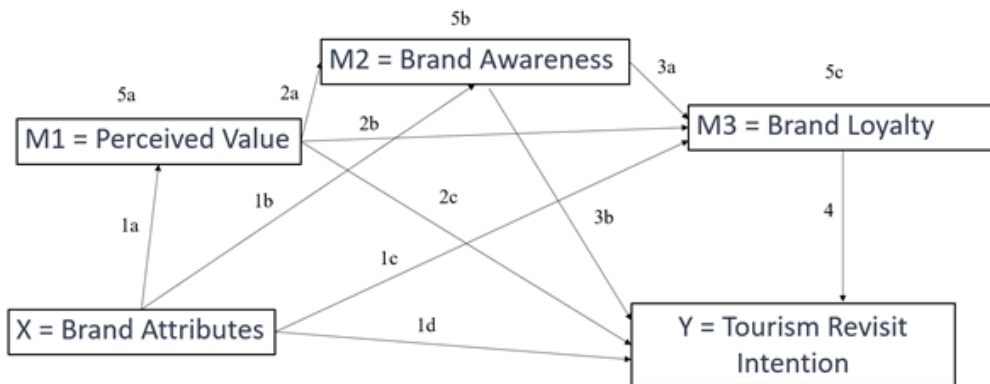 5b
M2 = Brand Awareness
3a
5c
5a
2a
2b
M1 = Perceived Value
M3 = Brand Loyalty
1b
2c
1a
3b
4
1c
1d
X = Brand Attributes
Y = Tourism Revisit
Intention